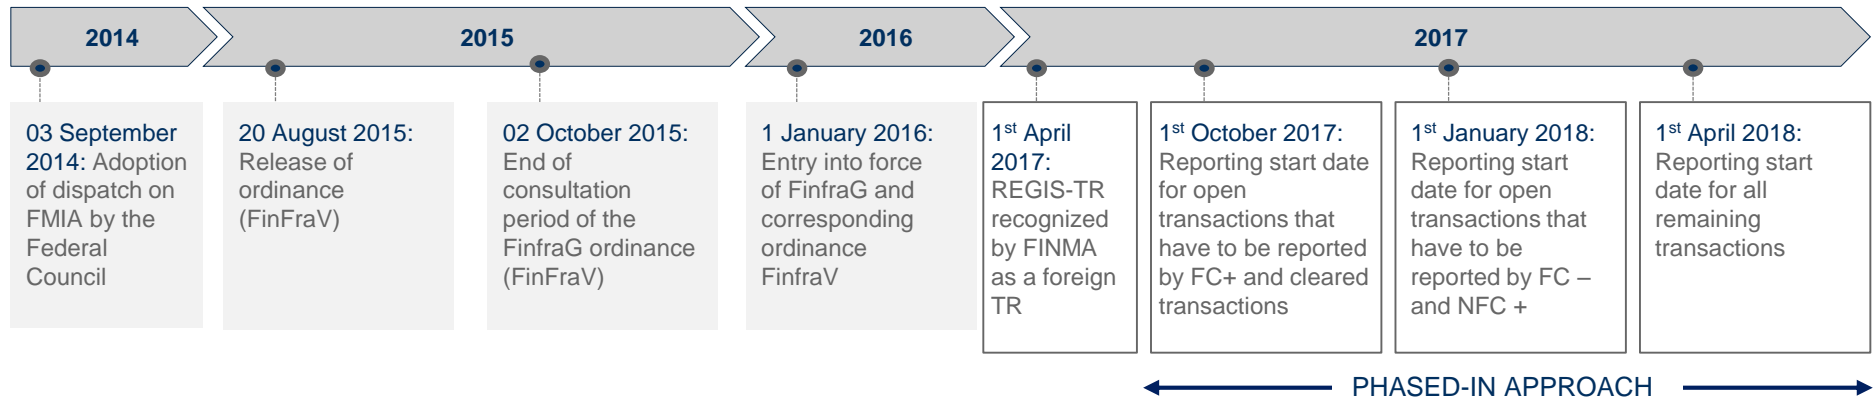 2014
2015
2016
2017
03 September
2014: Adoption
of dispatch on
FMIA by the
Federal
Council
20 August 2015:
Release of
ordinance
(FinFraV)
02 October 2015:
End of
consultation
period of the
FinfraG ordinance
(FinFraV)
1 January 2016:
Entry into force
of FinfraG and
corresponding
ordinance
FinfraV
1st April
2017:
REGIS-TR
recognized
by FINMA
as a foreign
TR
1st October 2017:
Reporting start date
for open
transactions that
have to be reported
by FC+ and cleared
transactions
1st January 2018:
Reporting start
date for open
transactions that
have to be
reported by FC –
and NFC +
1st April 2018:
Reporting start
date for all
remaining
transactions
PHASED-IN APPROACH